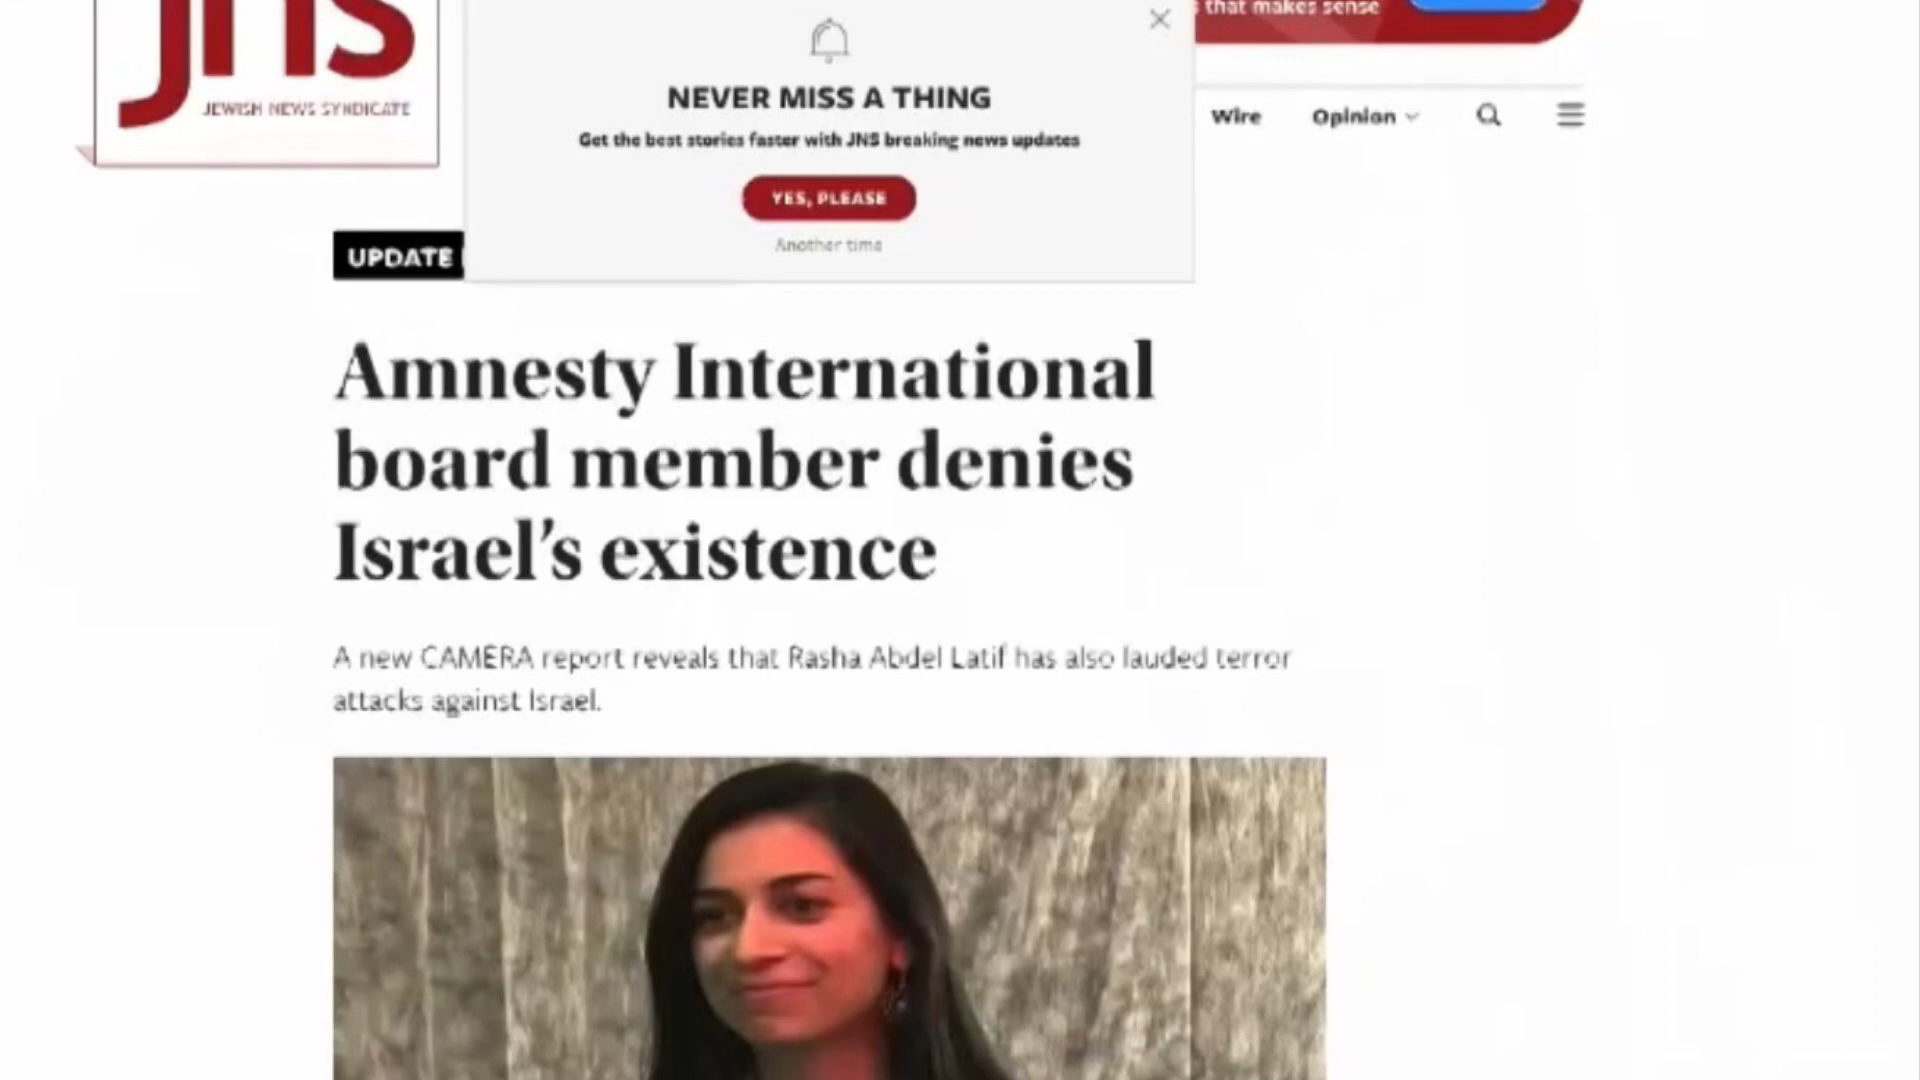 jns
JEWISH NEWS SYNDICATE
that makes sense
NEVER MISS A THING
Get the best stories faster with JNS breaking news updates
YES, PLEASE
Another time
Wire
Opinion
UPDATE
Amnesty International
board member denies
Israel’s existence
A new CAMERA report reveals that Rasha Abdel Latif has also lauded terror
attacks against Israel.